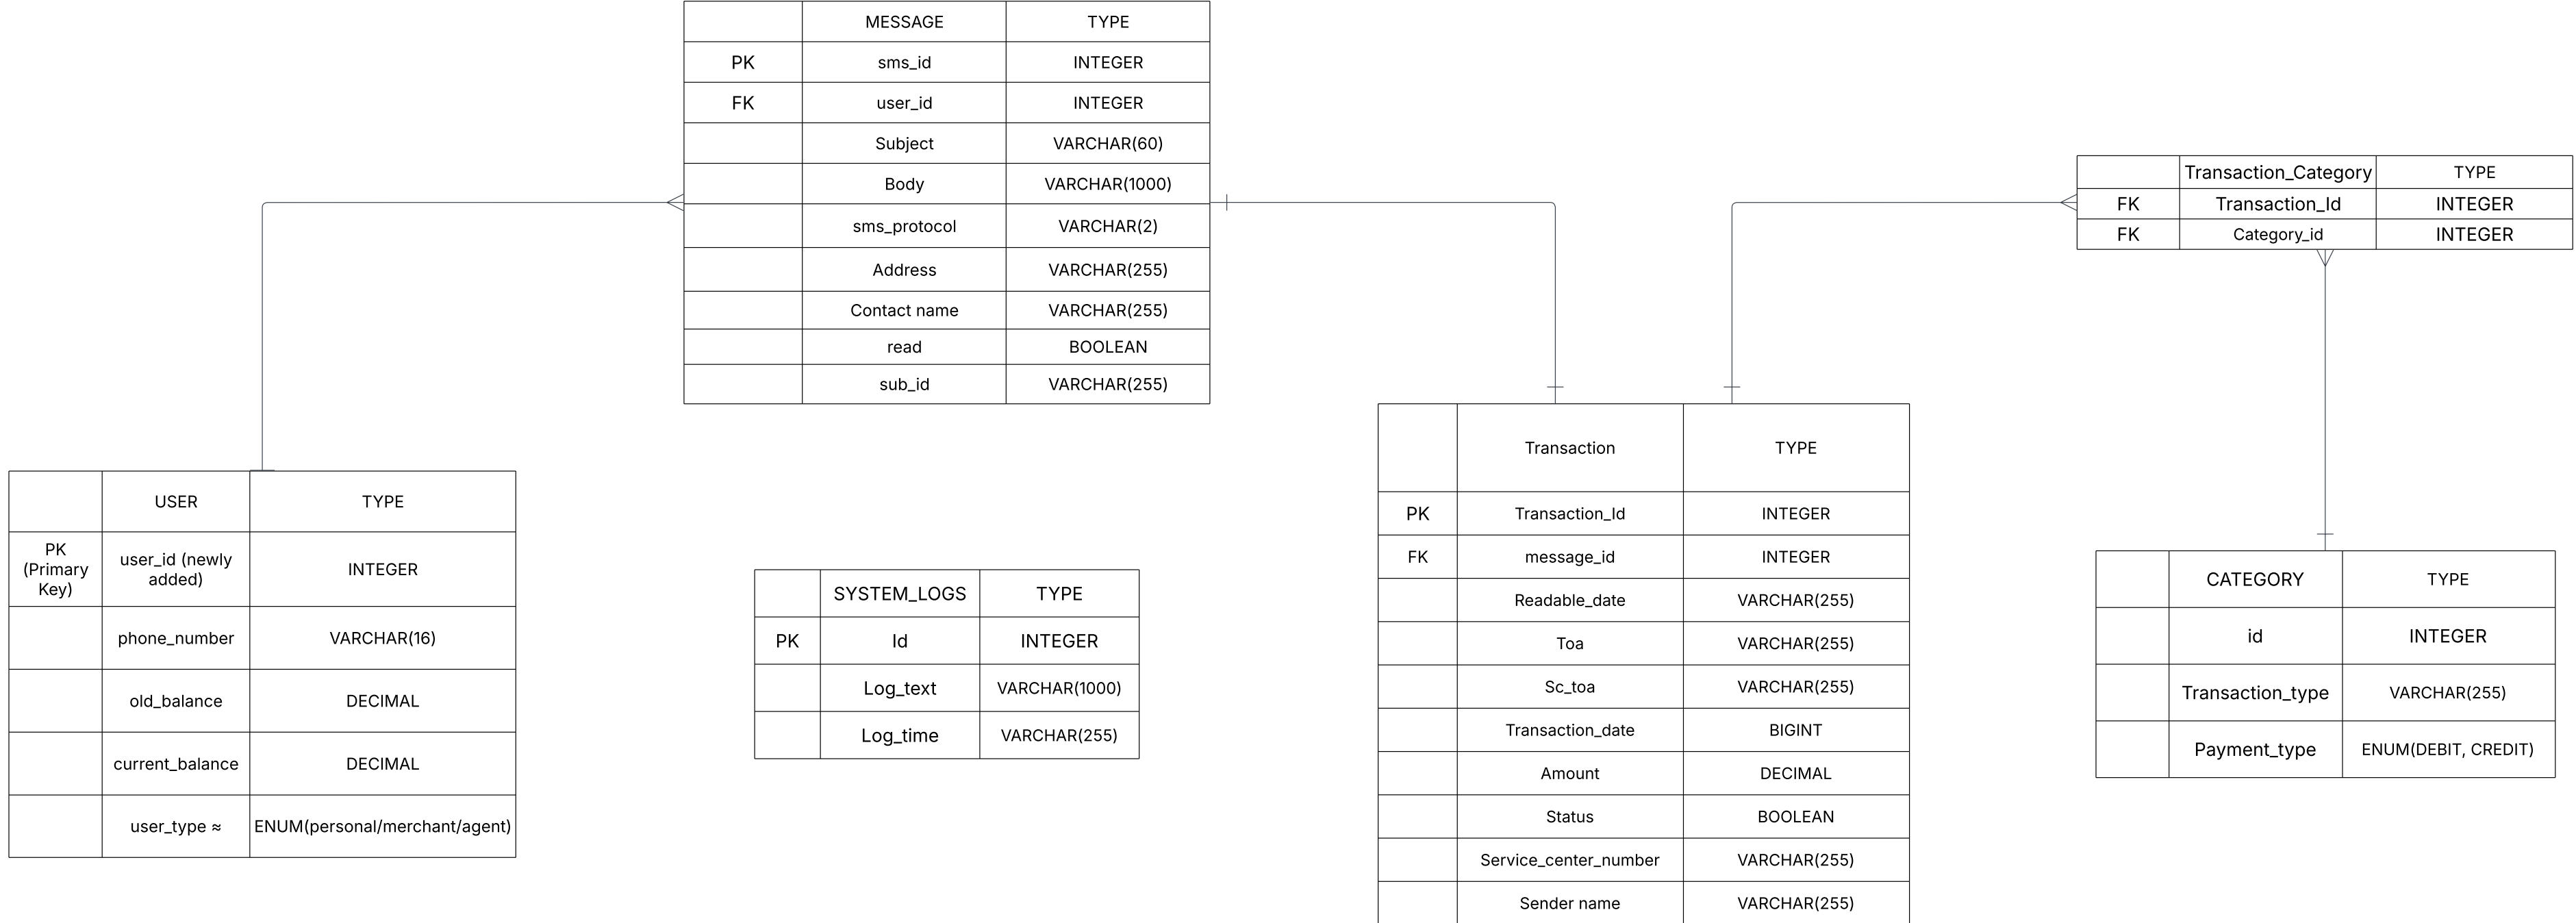 MESSAGE TYPE
PK sms_id INTEGER
FK user_id INTEGER
Subject VARCHAR(60)
Body VARCHAR(1000)
sms_protocol VARCHAR(2)
Address VARCHAR(255)
Contact name VARCHAR(255)
read BOOLEAN
sub_id VARCHAR(255)
Transaction_Category TYPE
FK Transaction_Id INTEGER
FK Category_id INTEGER
USER TYPE
PK
(Primary
Key)
user_id (newly
added)
INTEGER
phone_number VARCHAR(16)
old_balance DECIMAL
current_balance DECIMAL
user_type ≈ ENUM(personal/merchant/agent)
SYSTEM_LOGS TYPE
PK Id INTEGER
Log_text VARCHAR(1000)
Log_time VARCHAR(255)
Transaction TYPE
PK Transaction_Id INTEGER
FK message_id INTEGER
Readable_date VARCHAR(255)
Toa VARCHAR(255)
Sc_toa VARCHAR(255)
Transaction_date BIGINT
Amount DECIMAL
Status BOOLEAN
Service_center_number VARCHAR(255)
Sender name VARCHAR(255)
CATEGORY TYPE
id INTEGER
Transaction_type VARCHAR(255)
Payment_type ENUM(DEBIT, CREDIT)